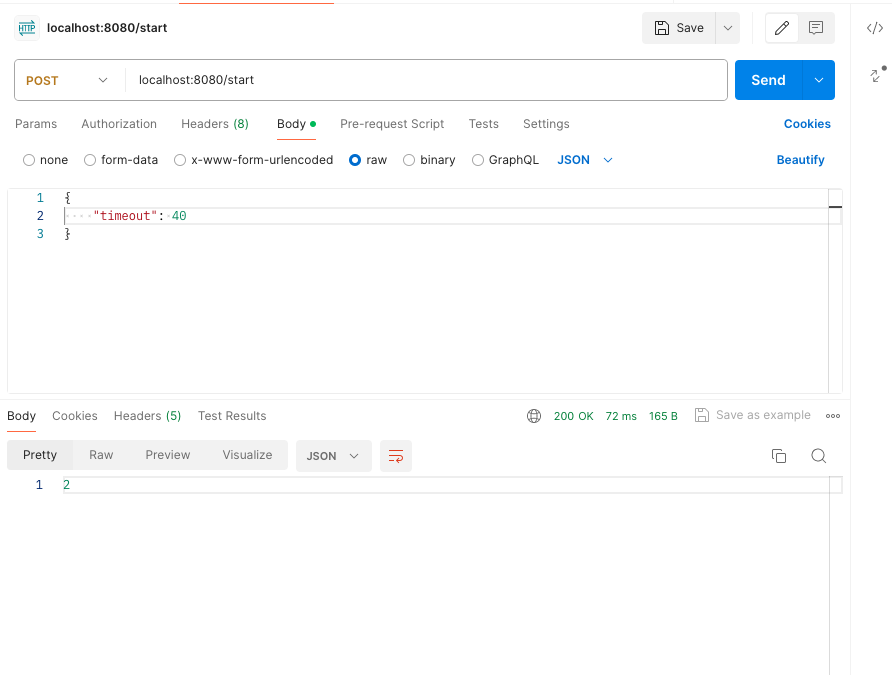 HTTP localhost:8080/start Save
POST localhost:8080/start Send
Params Authorization Headers (8) Body Pre-request Script Tests Settings Cookies
none form-data x-www-form-urlencoded raw binary GraphQL JSON Beautify
1 {
2 "timeout": 40
3 }
Body Cookies Headers (5) Test Results 200 OK 72 ms 165 B Save as example
Pretty Raw Preview Visualize JSON
1 2